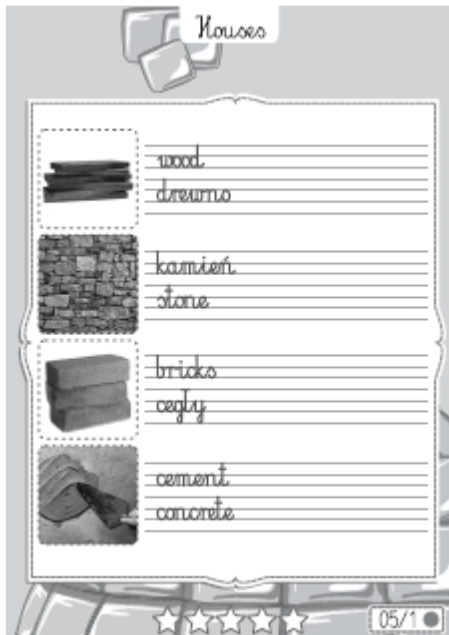 Houses
wood
drewno
kamień
stone
bricks
cegły
cement
concrete
05/1